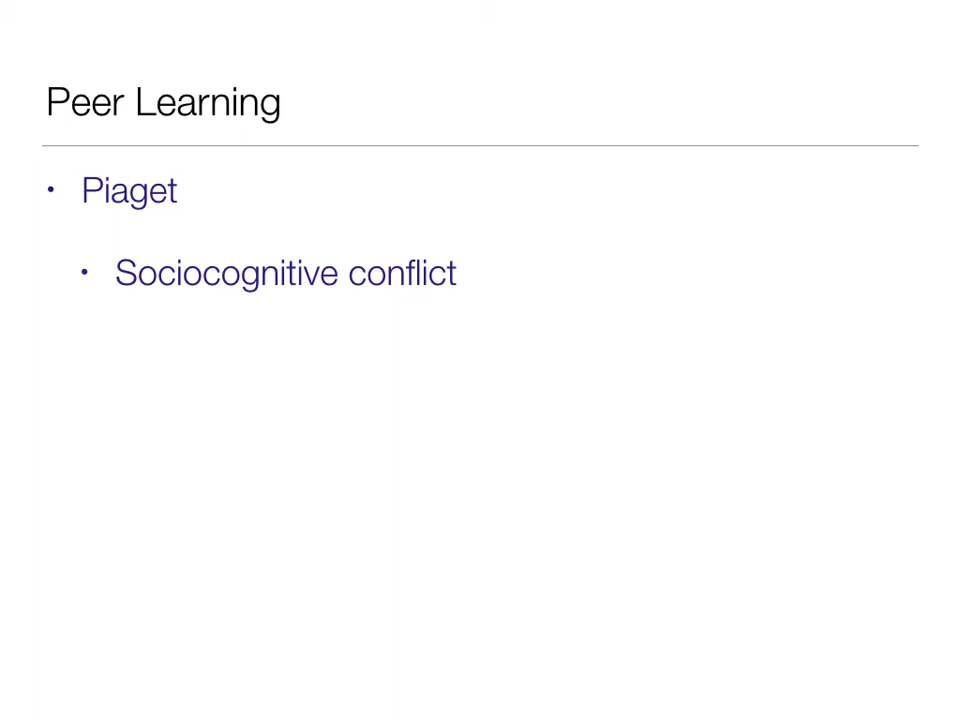 Peer Learning
• Piaget
• Sociocognitive conflict